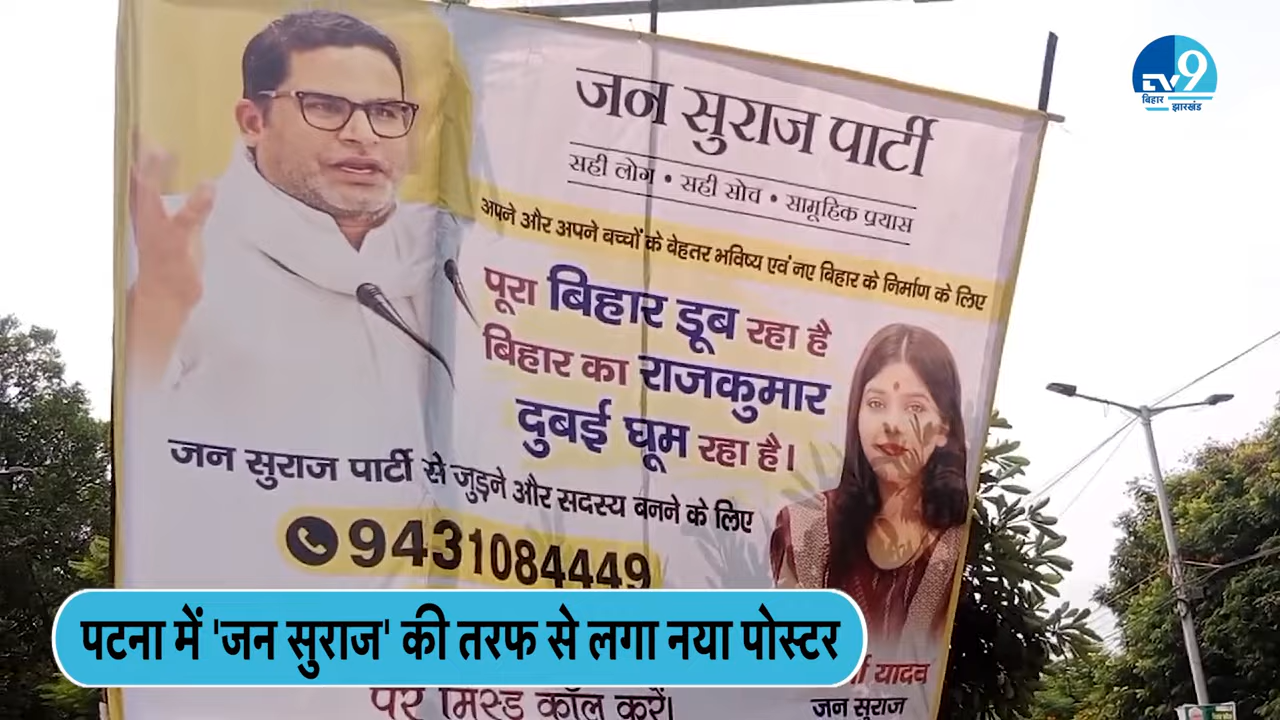 TV9
बिहार झारखंड
जन सुराज पार्टी
सही लोग • सही सोच • सामूहिक प्रयास
अपने और अपने बच्चों के बेहतर भविष्य एवं नए बिहार के निर्माण के लिए
पूरा बिहार डूब रहा है
बिहार का राजकुमार
दुबई घूम रहा है।
जन सुराज पार्टी से जुड़ने और सदस्य बनने के लिए
9431084449
पटना में 'जन सुराज' की तरफ से लगा नया पोस्टर
पर मिस्ड कॉल करें।
यादव
जन सुराज